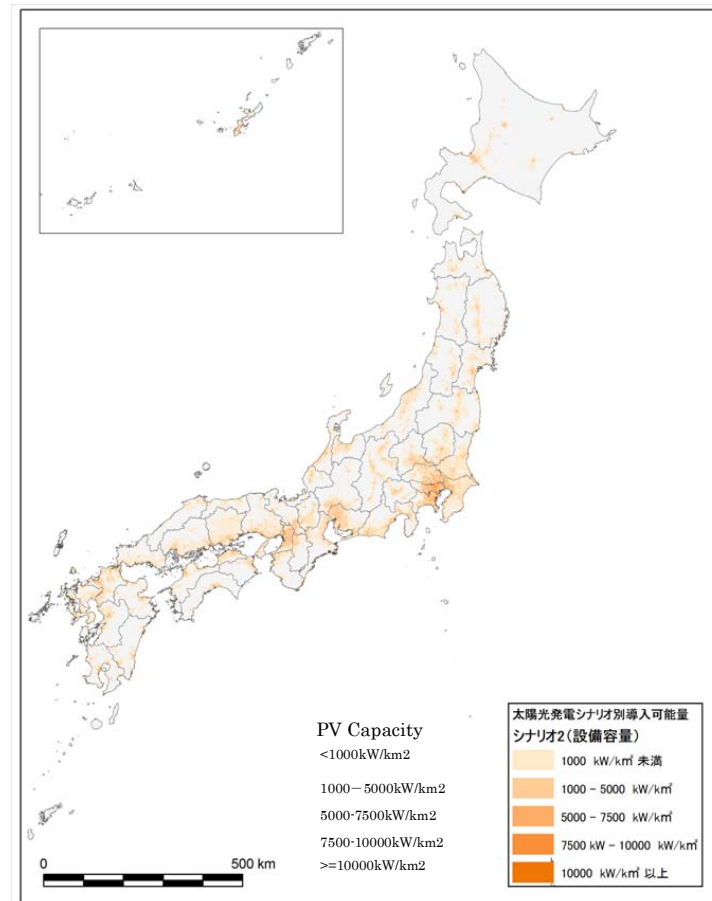 PV Capacity
<1000kW/km2
1000－5000kW/km2
5000-7500kW/km2
7500-10000kW/km2
>=10000kW/km2
太陽光発電シナリオ別導入可能量
シナリオ2(設備容量)
1000 kW/k㎡ 未満
1000 - 5000 kW/k㎡
5000 - 7500 kW/k㎡
7500 kW - 10000 kW/k㎡
10000 kW/k㎡ 以上
0 500 km